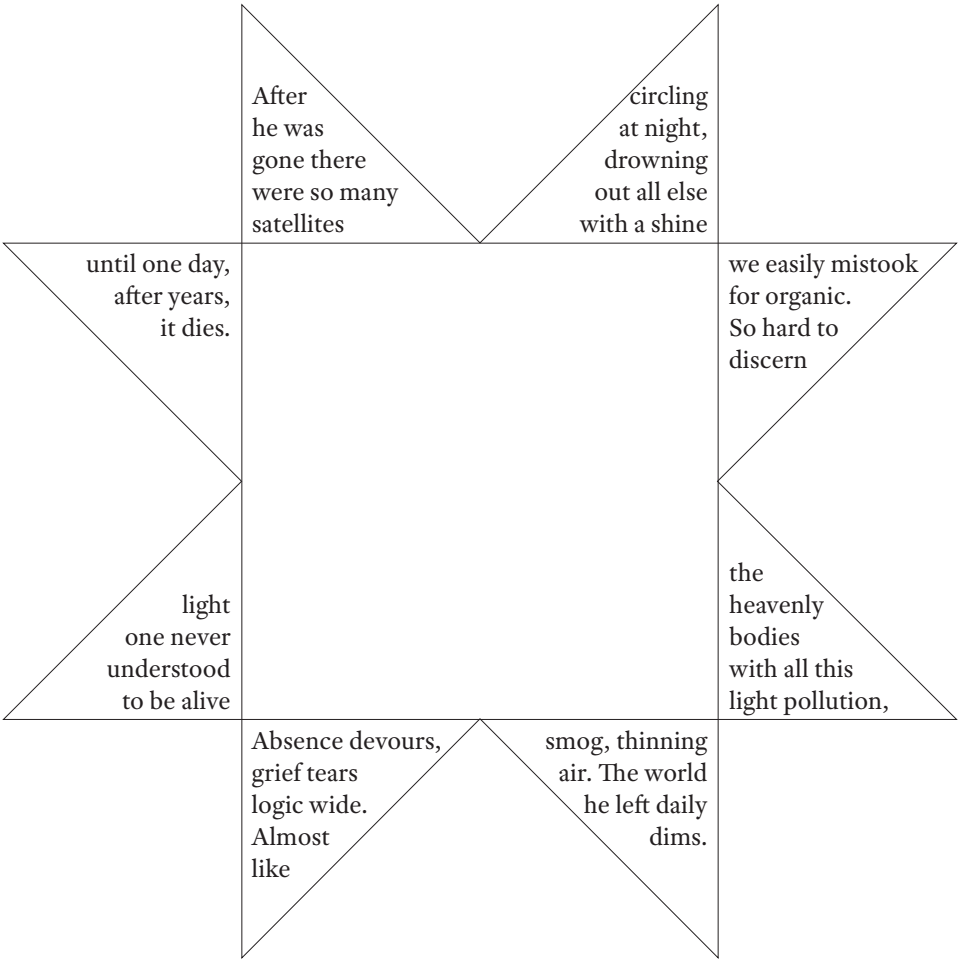 After
he was
gone there
were so many
satellites
circling
at night,
drowning
out all else
with a shine
we easily mistook
for organic.
So hard to
discern
the
heavenly
bodies
with all this
light pollution,
smog, thinning
air. The world
he left daily
dims.
Absence devours,
grief tears
logic wide.
Almost
like
light
one never
understood
to be alive
until one day,
after years,
it dies.